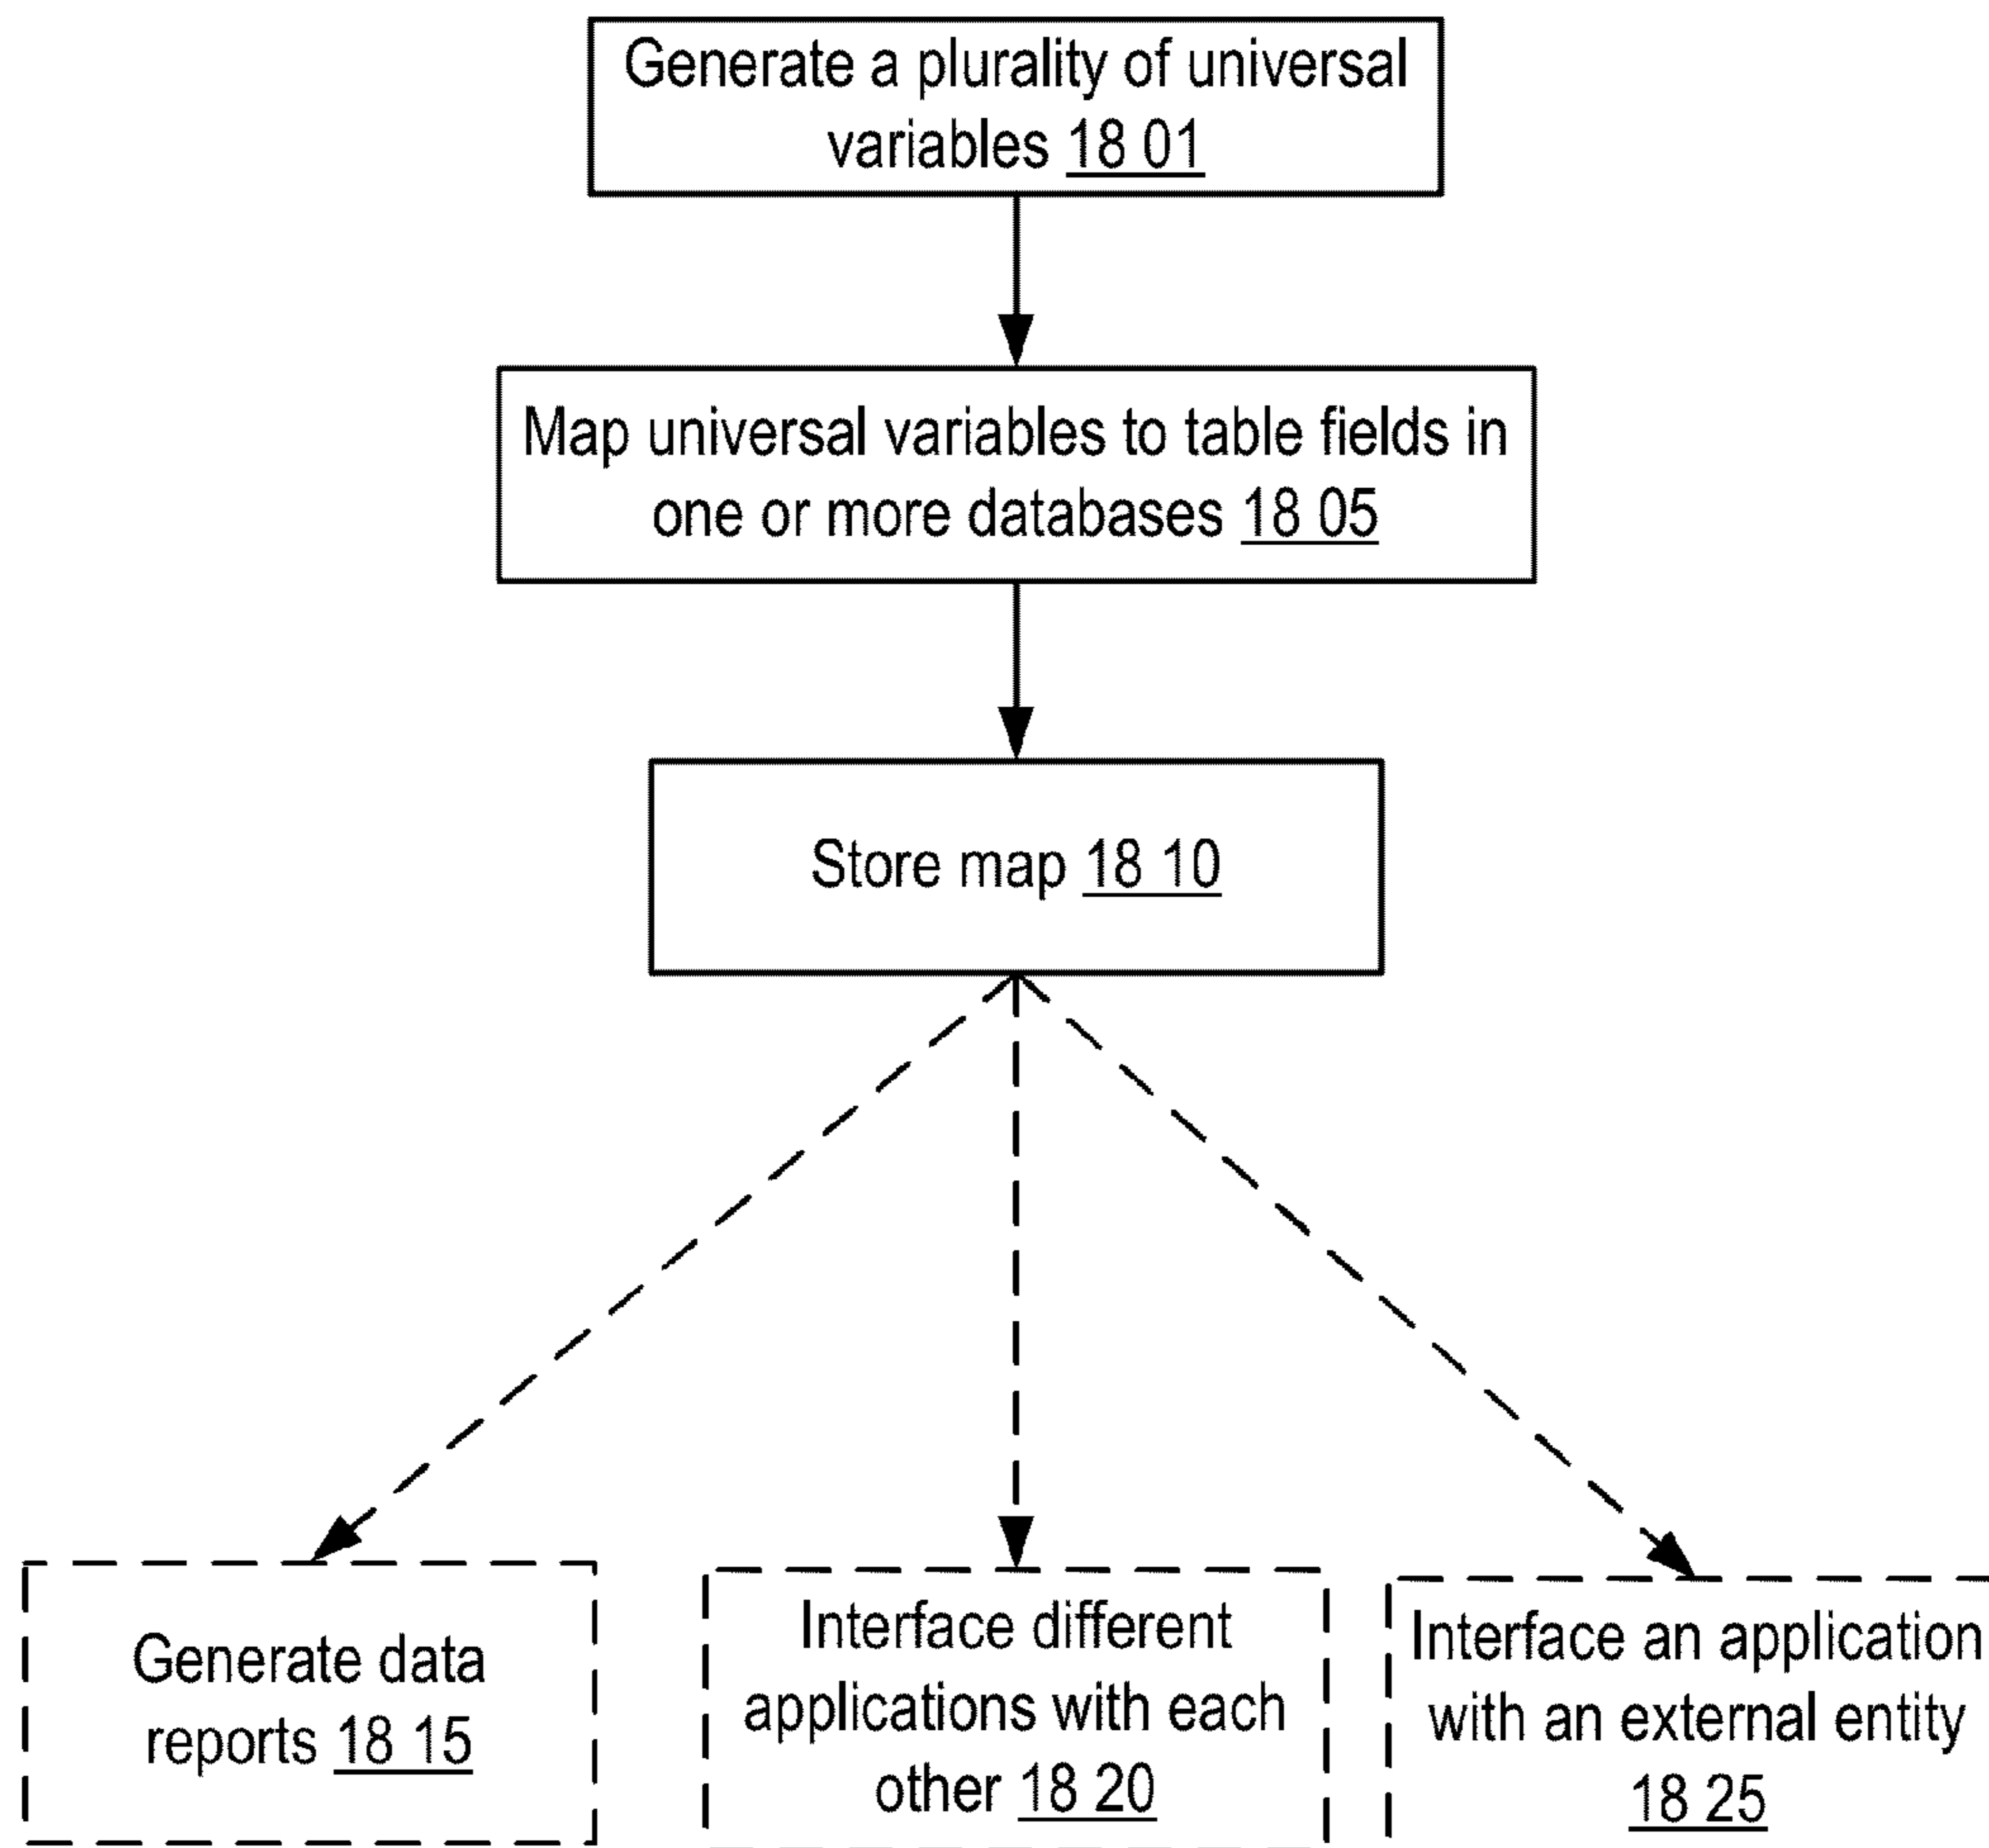 Generate a plurality of universal
variables 18 01
Map universal variables to table fields in
one or more databases 18 05
Store map 18 10
Generate data
reports 18 15
Interface different
applications with each
other 18 20
Interface an application
with an external entity
18 25